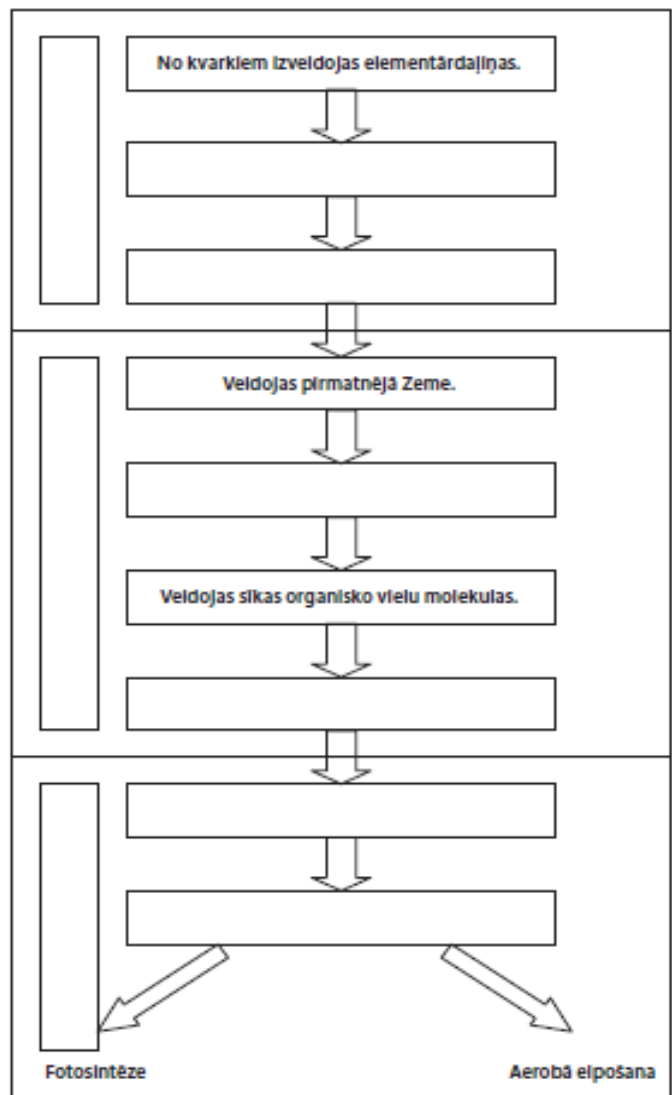 No kvarkiem izveidojas elementārdaļiņas.
Veidojas pirmatnējā Zeme.
Veidojas sīkas organisko vielu molekulas.
Fotosintēze
Aerobā elpošana